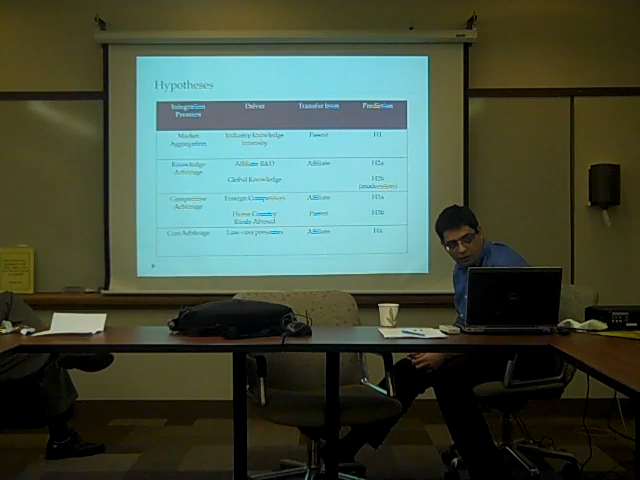 Hypotheses
Integration Driver Transfer from Prediction
Pressure
Market Industry knowledge Parent H1
Aggregation intensity
Knowledge Affiliate R&D Affiliate H2a
Arbitrage
Global Knowledge H2b
(moderation)
Competitive Foreign Competitors Affiliate H3a
Arbitrage
Home Country Parent H3b
Rivals Abroad
Cost Arbitrage Low-cost pressures Affiliate H4